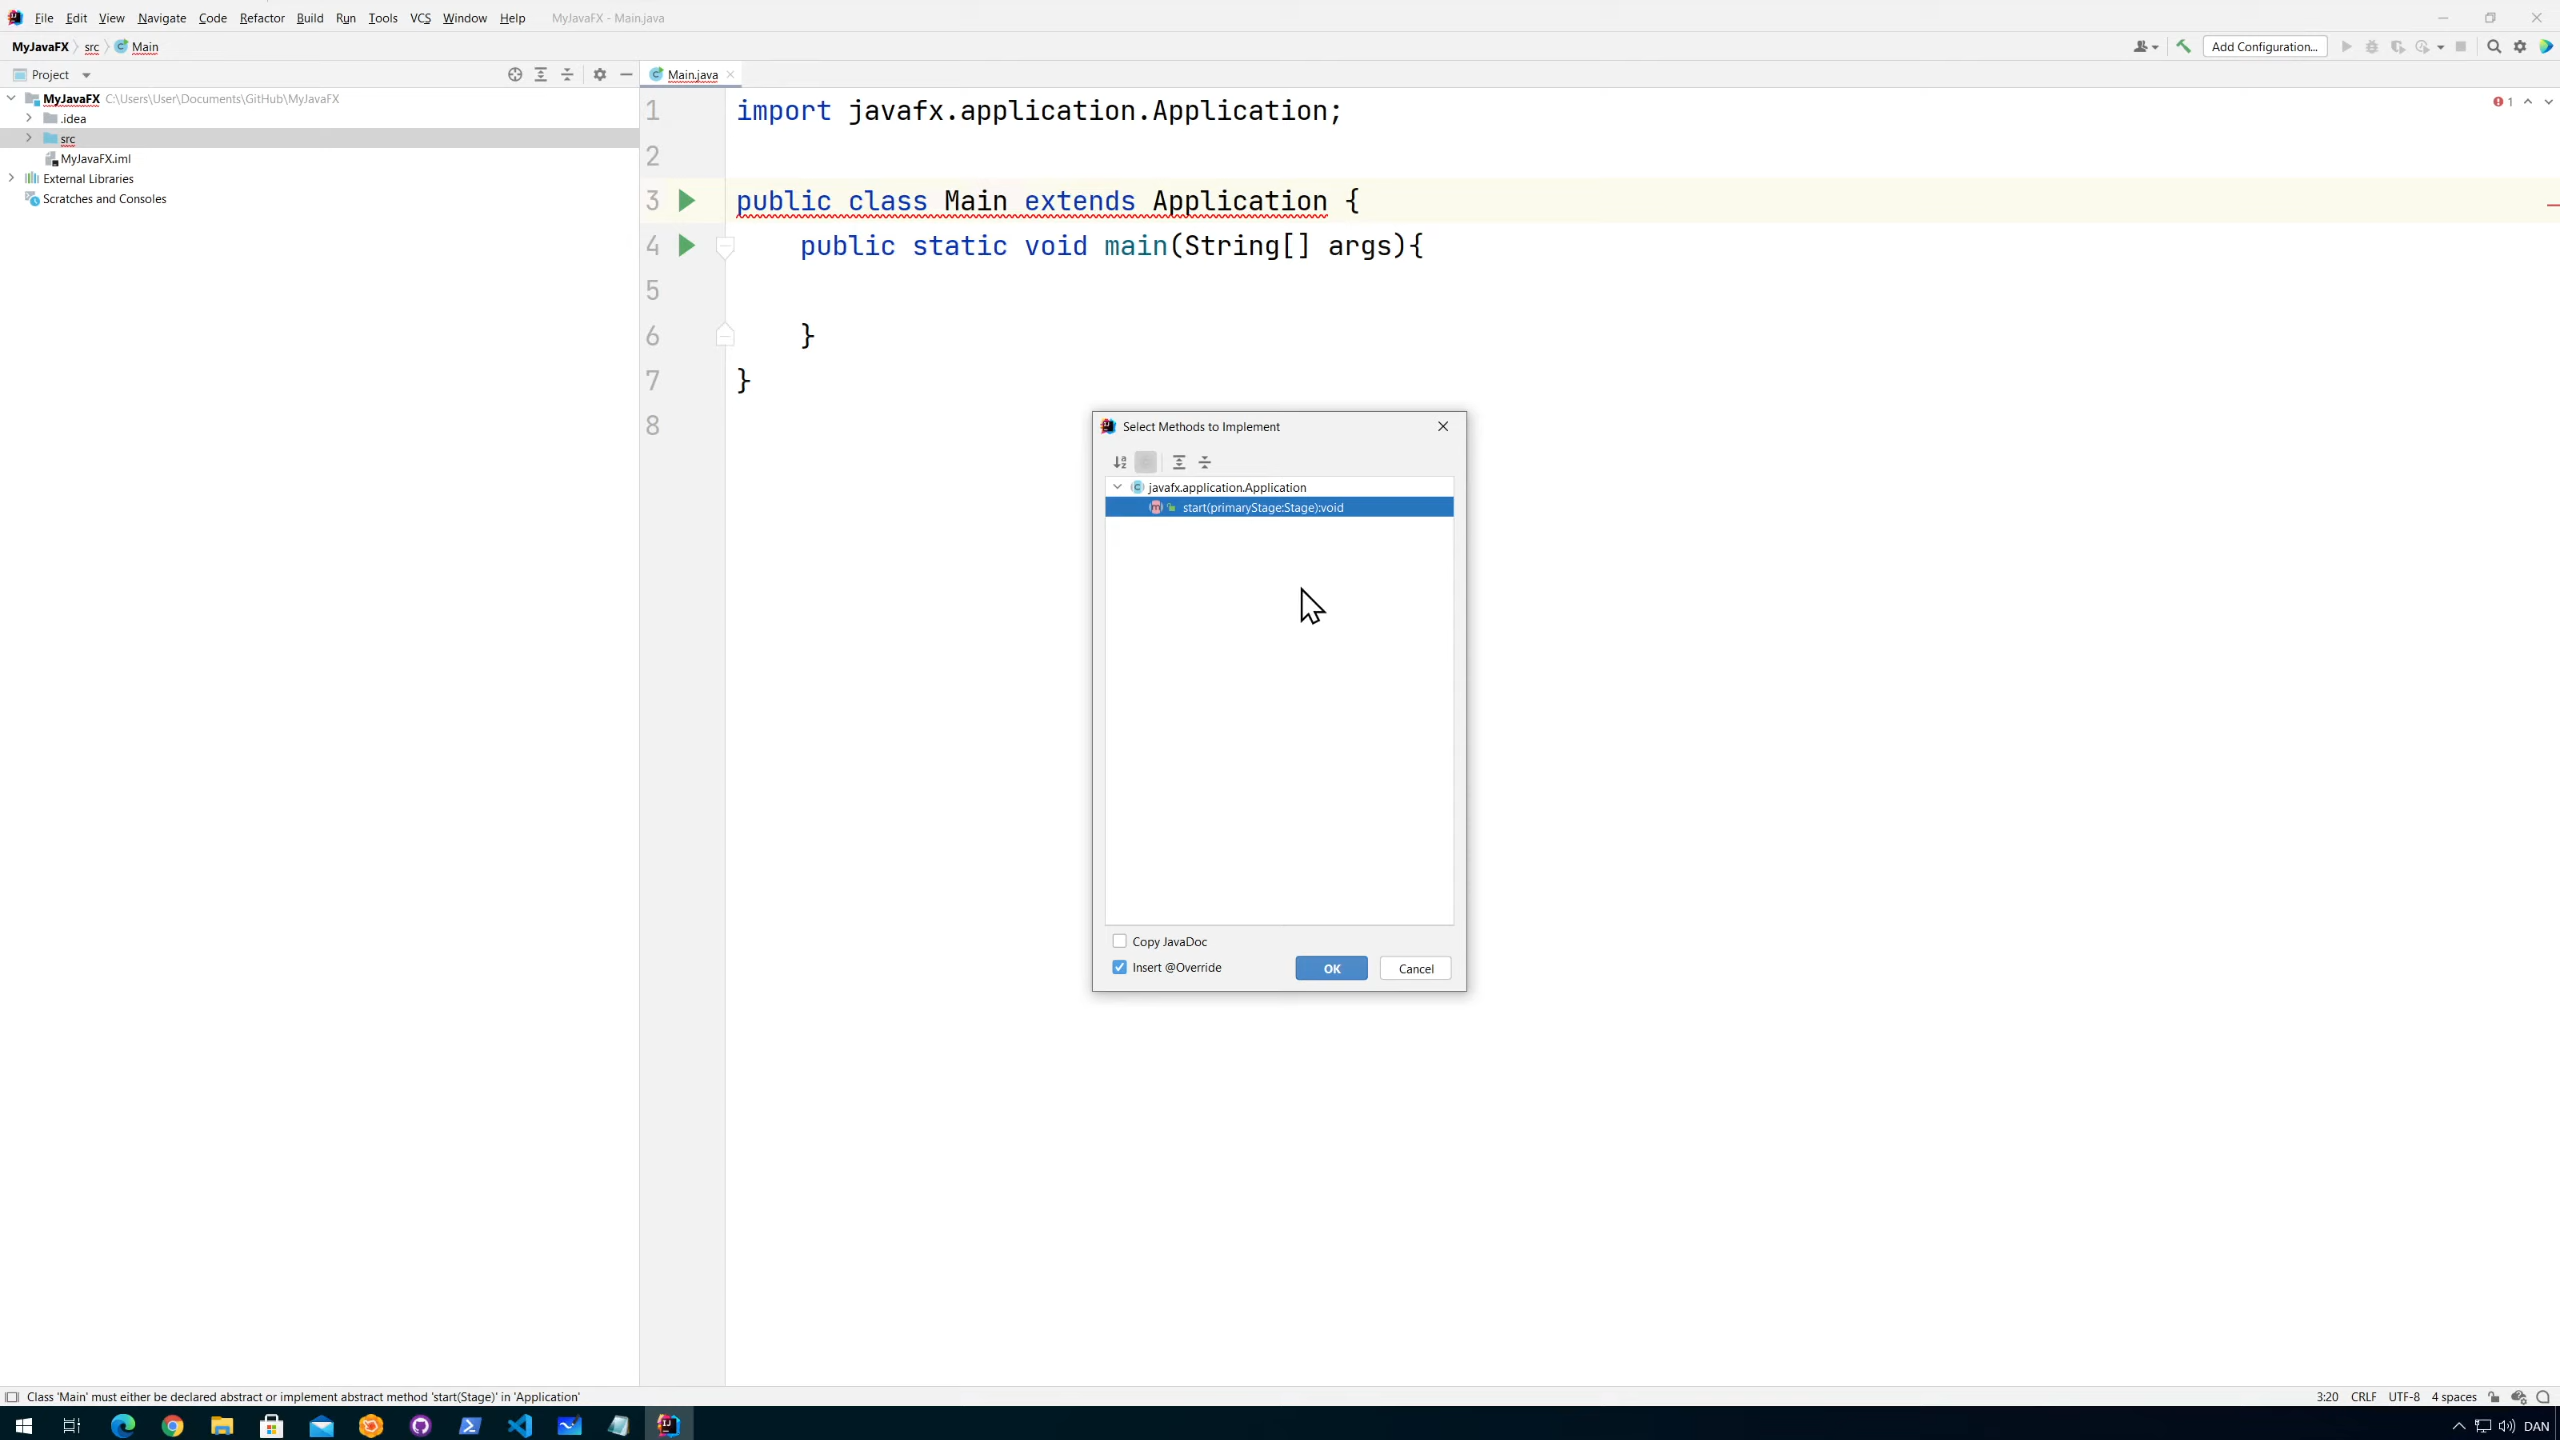 File Edit View Navigate Code Refactor Build Run Tools VCS Window Help MyJavaFX - Main.java
MyJavaFX src Main
Add Configuration...
Project
Main.java
MyJavaFX C:\Users\User\Documents\GitHub\MyJavaFX
.idea
src
MyJavaFX.iml
External Libraries
Scratches and Consoles
1
1 import javafx.application.Application;
2
3 public class Main extends Application {
4 public static void main(String[] args){
5
6 }
7 }
8
Select Methods to Implement
javafx.application.Application
start(primaryStage:Stage):void
Copy JavaDoc
Insert @Override
OK
Cancel
Class 'Main' must either be declared abstract or implement abstract method 'start(Stage)' in 'Application'
3:20 CRLF UTF-8 4 spaces
DAN